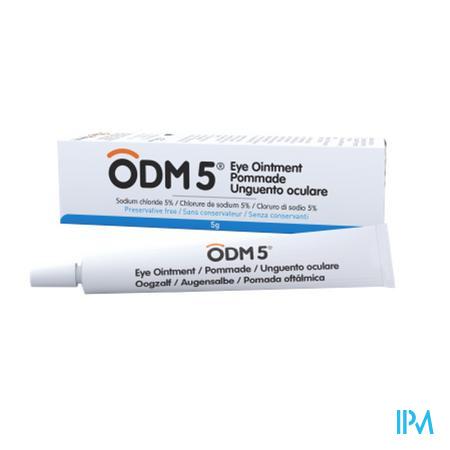 ODM 5®
Eye Ointment
Pommade
Unguento oculare
Sodium chloride 5% / Chlorure de sodium 5% / Cloruro di sodio 5%
Preservative free / Sans conservateur / Senza conservanti
5g
ODM 5®
Eye Ointment / Pommade / Unguento oculare
Oogzalf / Augensalbe / Pomada oftálmica
IPM